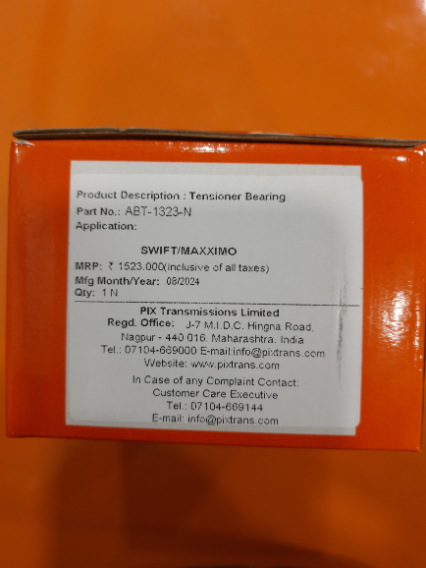 Product Description : Tensioner Bearing
Part No.: ABT-1323-N
Application:
SWIFT/MAXXIMO
MRP: ₹ 1523.000(inclusive of all taxes)
Mfg Month/Year: 08/2024
Qty: 1 N
PIX Transmissions Limited
Regd. Office: J-7 M.I.D.C. Hingna Road,
Nagpur - 440 016. Maharashtra. India
Tel.: 07104-669000 E-mail:info@pixtrans.com
Website: www.pixtrans.com
In Case of any Complaint Contact:
Customer Care Executive
Tel.: 07104-669144
E-mail: info@pixtrans.com